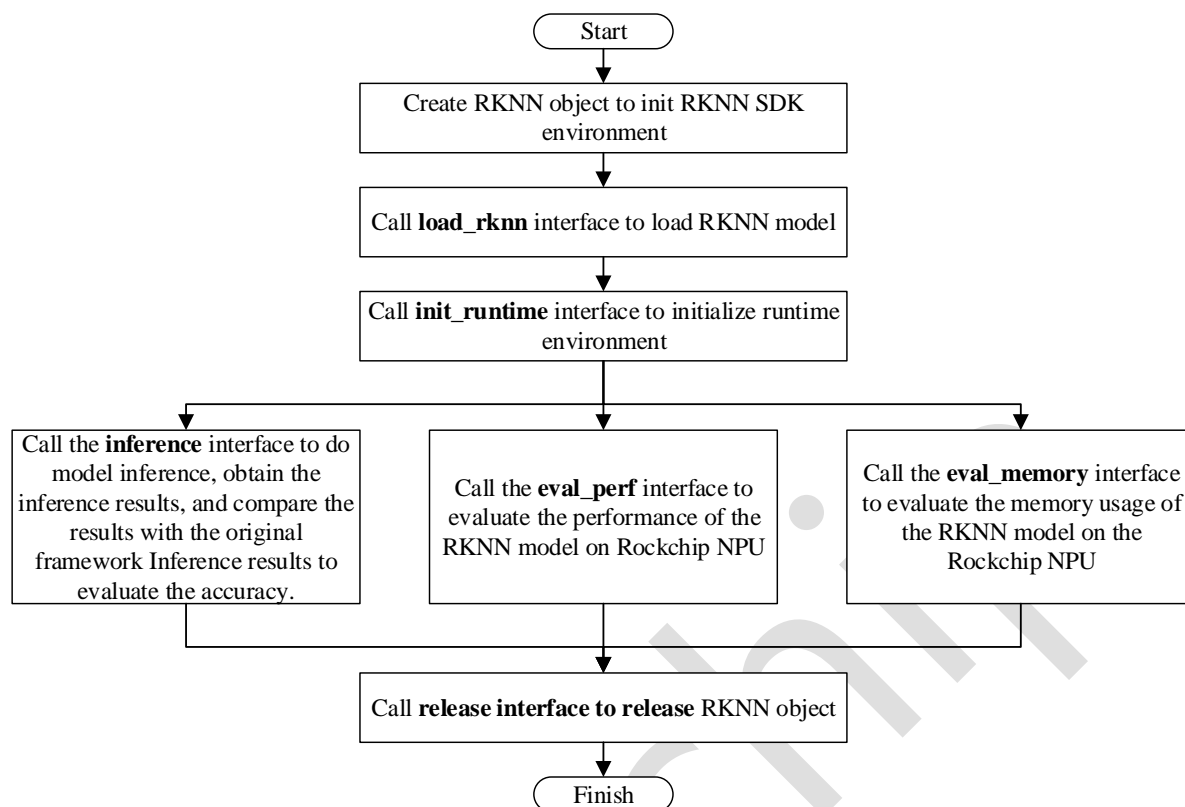 Start
Create RKNN object to init RKNN SDK
environment
Call load_rknn interface to load RKNN model
Call init_runtime interface to initialize runtime
environment
Call the inference interface to do
model inference, obtain the
inference results, and compare the
results with the original
framework Inference results to
evaluate the accuracy.
Call the eval_perf interface to
evaluate the performance of the
RKNN model on Rockchip NPU
Call the eval_memory interface
to evaluate the memory usage of
the RKNN model on the
Rockchip NPU
Call release interface to release RKNN object
Finish